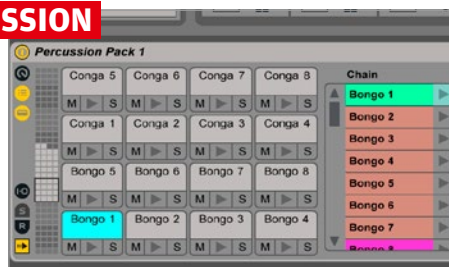 SSION
Percussion Pack 1
Conga 5 Conga 6 Conga 7 Conga 8 Chain
M S M S M S M S Bongo 1
Conga 1 Conga 2 Conga 3 Conga 4 Bongo 2
M S M S M S M S Bongo 3
Bongo 5 Bongo 6 Bongo 7 Bongo 8 Bongo 4
M S M S M S M S Bongo 5
I·O Bongo 6
S Bongo 1 Bongo 2 Bongo 3 Bongo 4 Bongo 7
R M S M S M S M S Bongo 8